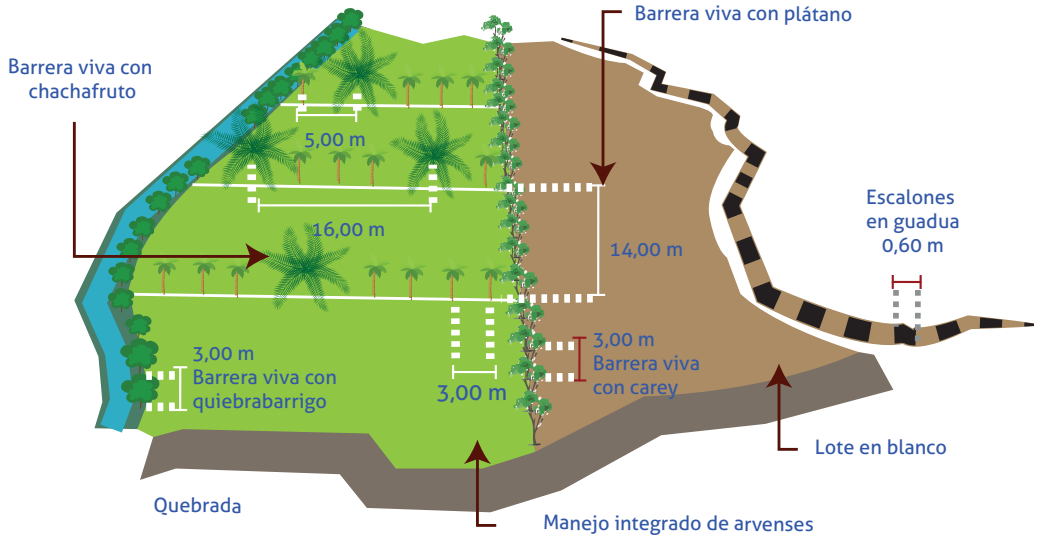 Barrera viva con plátano
Barrera viva con
chachafruto
5,00 m
16,00 m
Escalones
en guadua
0,60 m
14,00 m
3,00 m
Barrera viva con
quiebrabarrigo
3,00 m
3,00 m
Barrera viva
con carey
Lote en blanco
Quebrada
Manejo integrado de arvenses